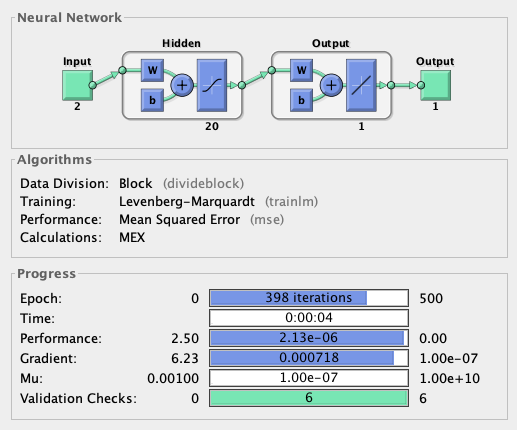 Neural Network
Hidden Output
Input Output
W W
b b
2 20 1 1
Algorithms
Data Division: Block (divideblock)
Training: Levenberg-Marquardt (trainlm)
Performance: Mean Squared Error (mse)
Calculations: MEX
Progress
Epoch: 0 398 iterations 500
Time: 0:00:04
Performance: 2.50 2.13e-06 0.00
Gradient: 6.23 0.000718 1.00e-07
Mu: 0.00100 1.00e-07 1.00e+10
Validation Checks: 0 6 6